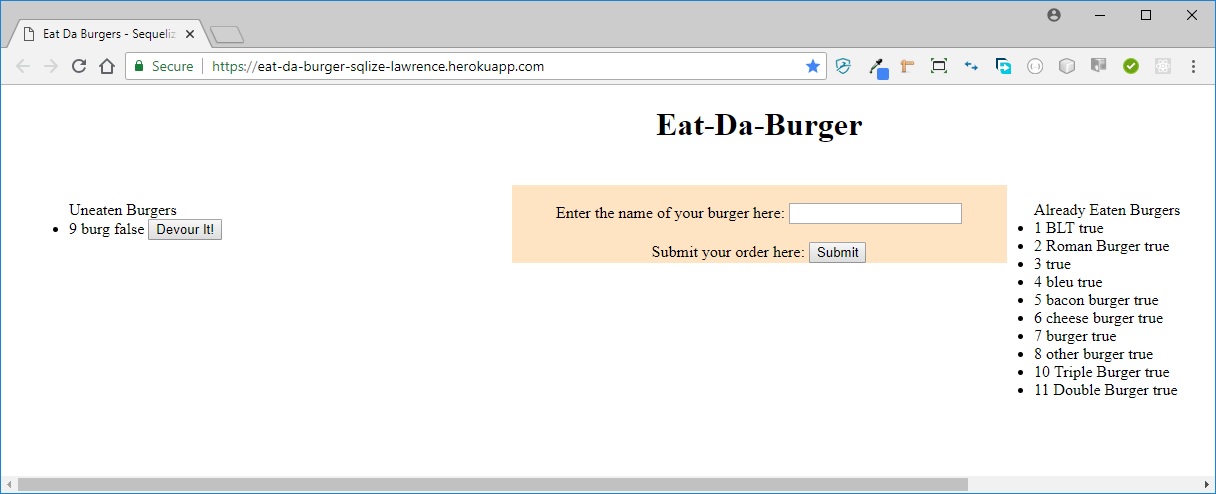 Eat Da Burgers - Sequeliz
Secure
https://eat-da-burger-sqlize-lawrence.herokuapp.com
Eat-Da-Burger
Uneaten Burgers
9 burg false Devour It!
Enter the name of your burger here:
Submit your order here: Submit
Already Eaten Burgers
1 BLT true
2 Roman Burger true
3 true
4 bleu true
5 bacon burger true
6 cheese burger true
7 burger true
8 other burger true
10 Triple Burger true
11 Double Burger true